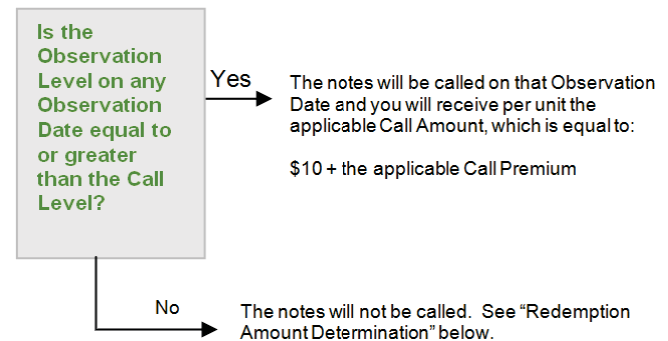 Is the
Observation
Level on any
Observation
Date equal to
or greater
than the Call
Level?
Yes
The notes will be called on that Observation
Date and you will receive per unit the
applicable Call Amount, which is equal to:
$10 + the applicable Call Premium
No
The notes will not be called. See “Redemption
Amount Determination” below.